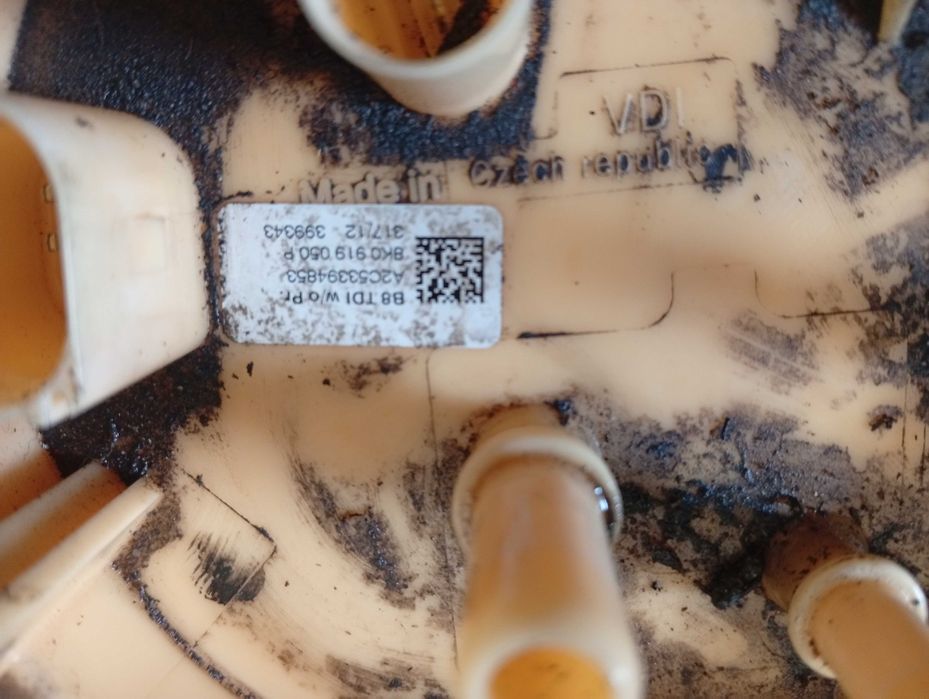 VDI
Made in Czech republic
B8 TDI w/o Pr.
A2C53394853
8K0 919 050 P
317/12 399343